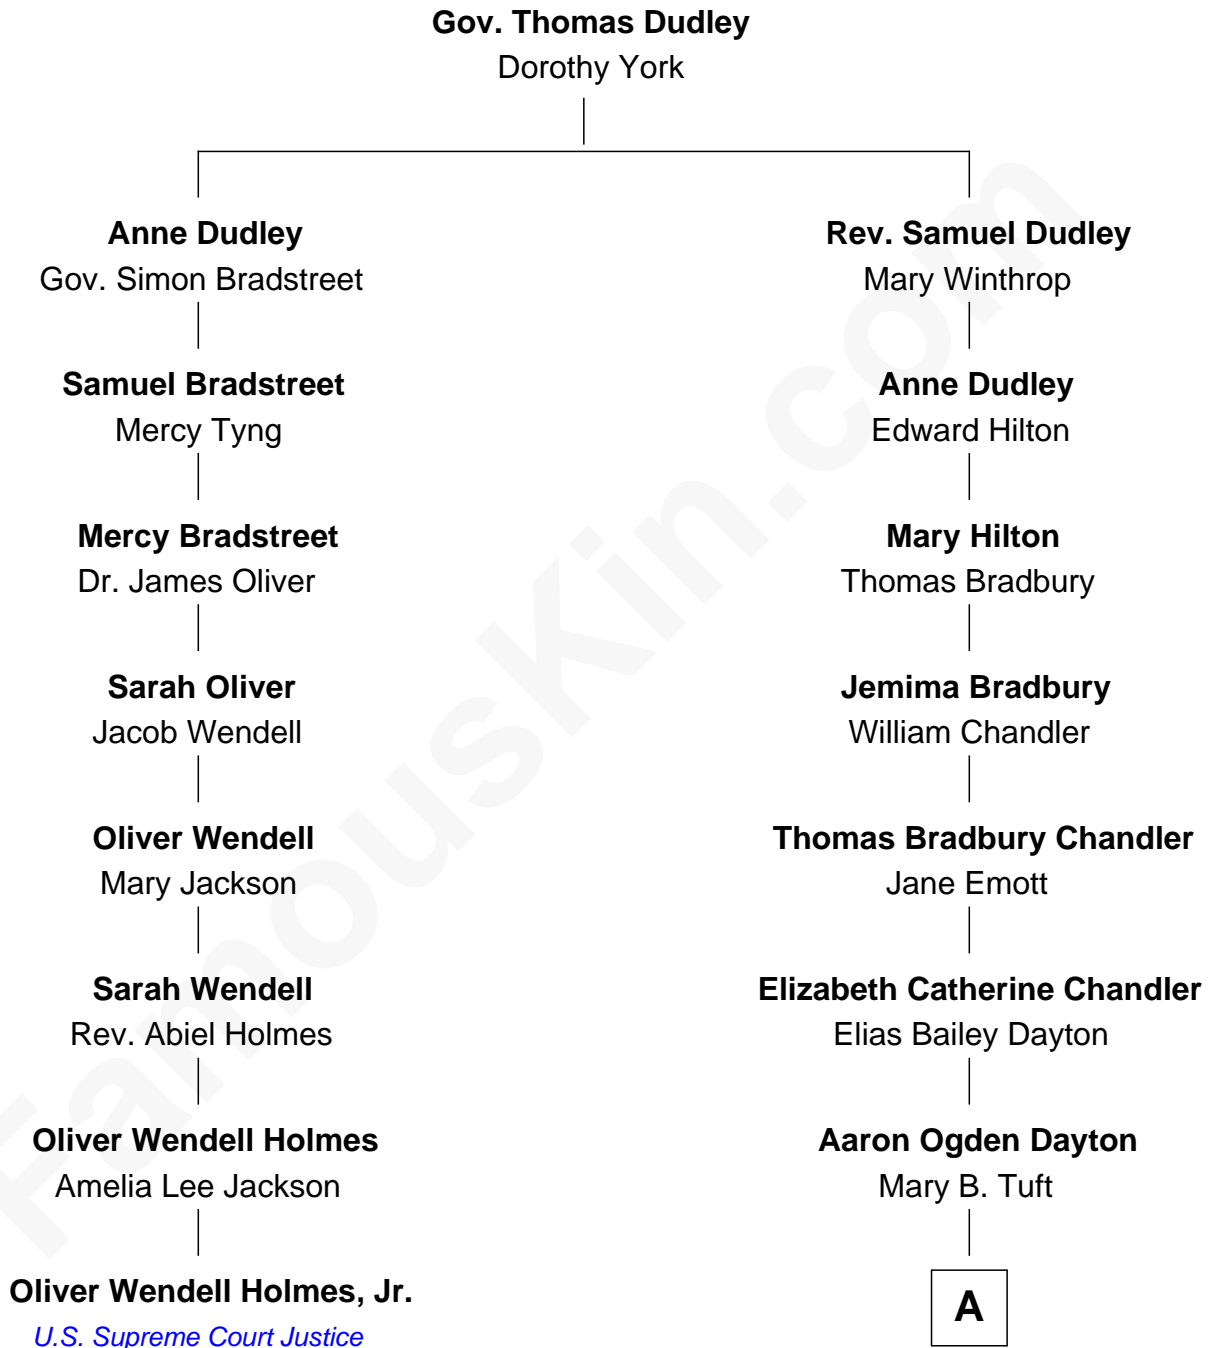 Gov. Thomas Dudley
Dorothy York
Anne Dudley
Gov. Simon Bradstreet
Samuel Bradstreet
Mercy Tyng
Mercy Bradstreet
Dr. James Oliver
Sarah Oliver
Jacob Wendell
Oliver Wendell
Mary Jackson
Sarah Wendell
Rev. Abiel Holmes
Oliver Wendell Holmes
Amelia Lee Jackson
Oliver Wendell Holmes, Jr.
U.S. Supreme Court Justice
Rev. Samuel Dudley
Mary Winthrop
Anne Dudley
Edward Hilton
Mary Hilton
Thomas Bradbury
Jemima Bradbury
William Chandler
Thomas Bradbury Chandler
Jane Emott
Elizabeth Catherine Chandler
Elias Bailey Dayton
Aaron Ogden Dayton
Mary B. Tuft
A
FamousKin.com